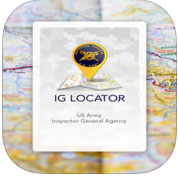 IG LOCATOR
US Army
Inspector General Agency